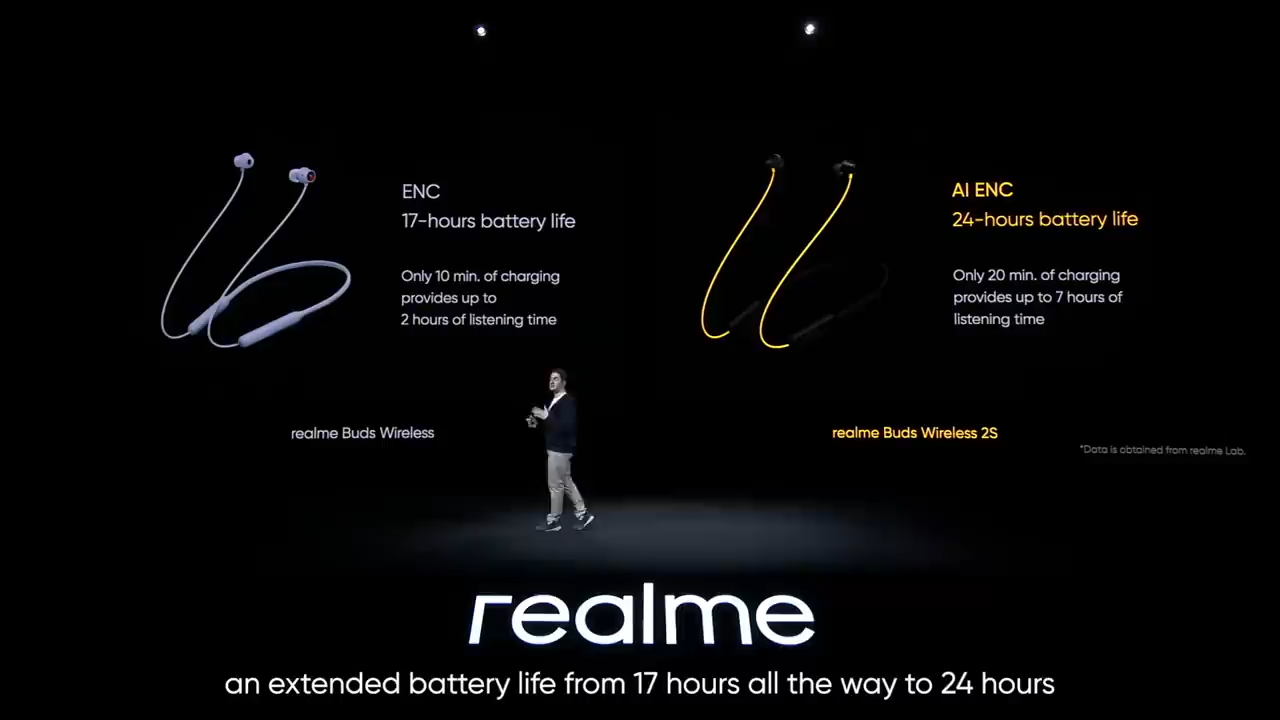 ENC
17-hours battery life
Only 10 min. of charging
provides up to
2 hours of listening time
realme Buds Wireless
AI ENC
24-hours battery life
Only 20 min. of charging
provides up to 7 hours of
listening time
realme Buds Wireless 2S
*Data is obtained from realme Lab.
realme
an extended battery life from 17 hours all the way to 24 hours